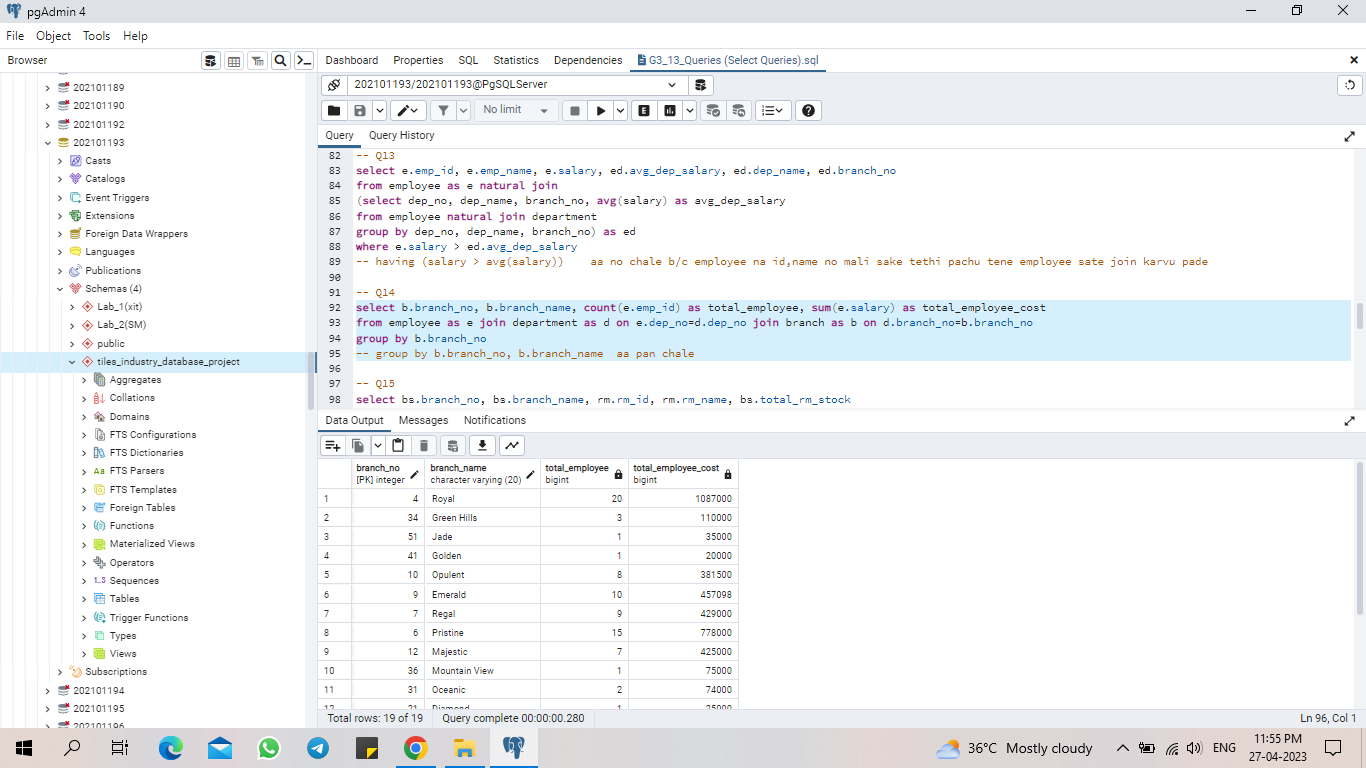 pgAdmin 4
File Object Tools Help
Browser
Dashboard Properties SQL Statistics Dependencies G3_13_Queries (Select Queries).sql
202101189
202101190
202101192
202101193
Casts
Catalogs
Event Triggers
Extensions
Foreign Data Wrappers
Languages
Publications
Schemas (4)
Lab_1(xit)
Lab_2(SM)
public
tiles_industry_database_project
Aggregates
Collations
Domains
FTS Configurations
FTS Dictionaries
Aa FTS Parsers
FTS Templates
Foreign Tables
Functions
Materialized Views
Operators
1..3 Sequences
Tables
Trigger Functions
Types
Views
Subscriptions
202101194
202101195
202101196
202101193/202101193@PgSQLServer
No limit
E
Query Query History
82 -- Q13
83 select e.emp_id, e.emp_name, e.salary, ed.avg_dep_salary, ed.dep_name, ed.branch_no
84 from employee as e natural join
85 (select dep_no, dep_name, branch_no, avg(salary) as avg_dep_salary
86 from employee natural join department
87 group by dep_no, dep_name, branch_no) as ed
88 where e.salary > ed.avg_dep_salary
89 -- having (salary > avg(salary))    aa no chale b/c employee na id,name no mali sake tethi pachu tene employee sate join karvu pade
90
91 -- Q14
92 select b.branch_no, b.branch_name, count(e.emp_id) as total_employee, sum(e.salary) as total_employee_cost
93 from employee as e join department as d on e.dep_no=d.dep_no join branch as b on d.branch_no=b.branch_no
94 group by b.branch_no
95 -- group by b.branch_no, b.branch_name  aa pan chale
96
97 -- Q15
98 select bs.branch_no, bs.branch_name, rm.rm_id, rm.rm_name, bs.total_rm_stock
Data Output Messages Notifications
branch_no branch_name total_employee total_employee_cost
[PK] integer character varying (20) bigint bigint
1 4 Royal 20 1087000
2 34 Green Hills 3 110000
3 51 Jade 1 35000
4 41 Golden 1 20000
5 10 Opulent 8 381500
6 9 Emerald 10 457098
7 7 Regal 9 429000
8 6 Pristine 15 778000
9 12 Majestic 7 425000
10 36 Mountain View 1 75000
11 31 Oceanic 2 74000
12 21 Diamond 1 25000
Total rows: 19 of 19 Query complete 00:00:00.280 Ln 96, Col 1
36°C Mostly cloudy ENG 11:55 PM
27-04-2023